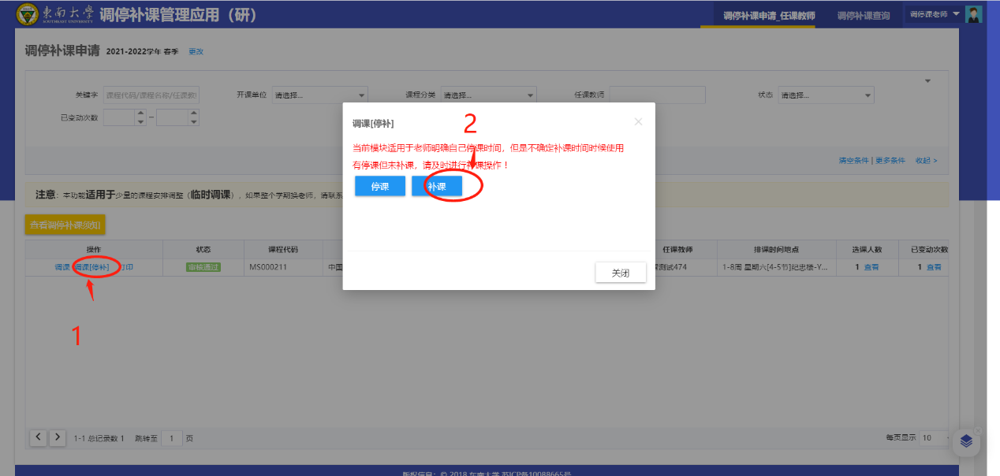 东南大学 调停补课管理应用（研） 调停补课申请_任课教师 调停补课查询 调停课老师
SOUTHEAST UNIVERSITY
调停补课申请 2021-2022学年 春季 更改
关键字 课程代码/课程名称/任课教 开课单位 请选择... 课程分类 请选择... 任课教师 状态 请选择...
已变动次数 –
清空条件 | 更多条件 收起 >
注意：本功能适用于少量的课程安排调整（临时调课），如果整个学期换老师，请联系
查看调停补课须知
操作 状态 课程代码 任课教师 排课时间地点 选课人数 已变动次数
调课 调课[停补] 打印 审核通过 MS000211 中国 测试474 1-8周 星期六[4-5节]纪忠楼-Y... 1 查看 1 查看
调课[停补]
当前模块适用于老师明确自己停课时间，但是不确定补课时间时候使用
有停课但未补课，请及时进行补课操作！
停课 补课
关闭
1
2
1-1 总记录数 1 跳转至 1 页 每页显示 10
版权信息：© 2018 东南大学 苏ICP备10088665号